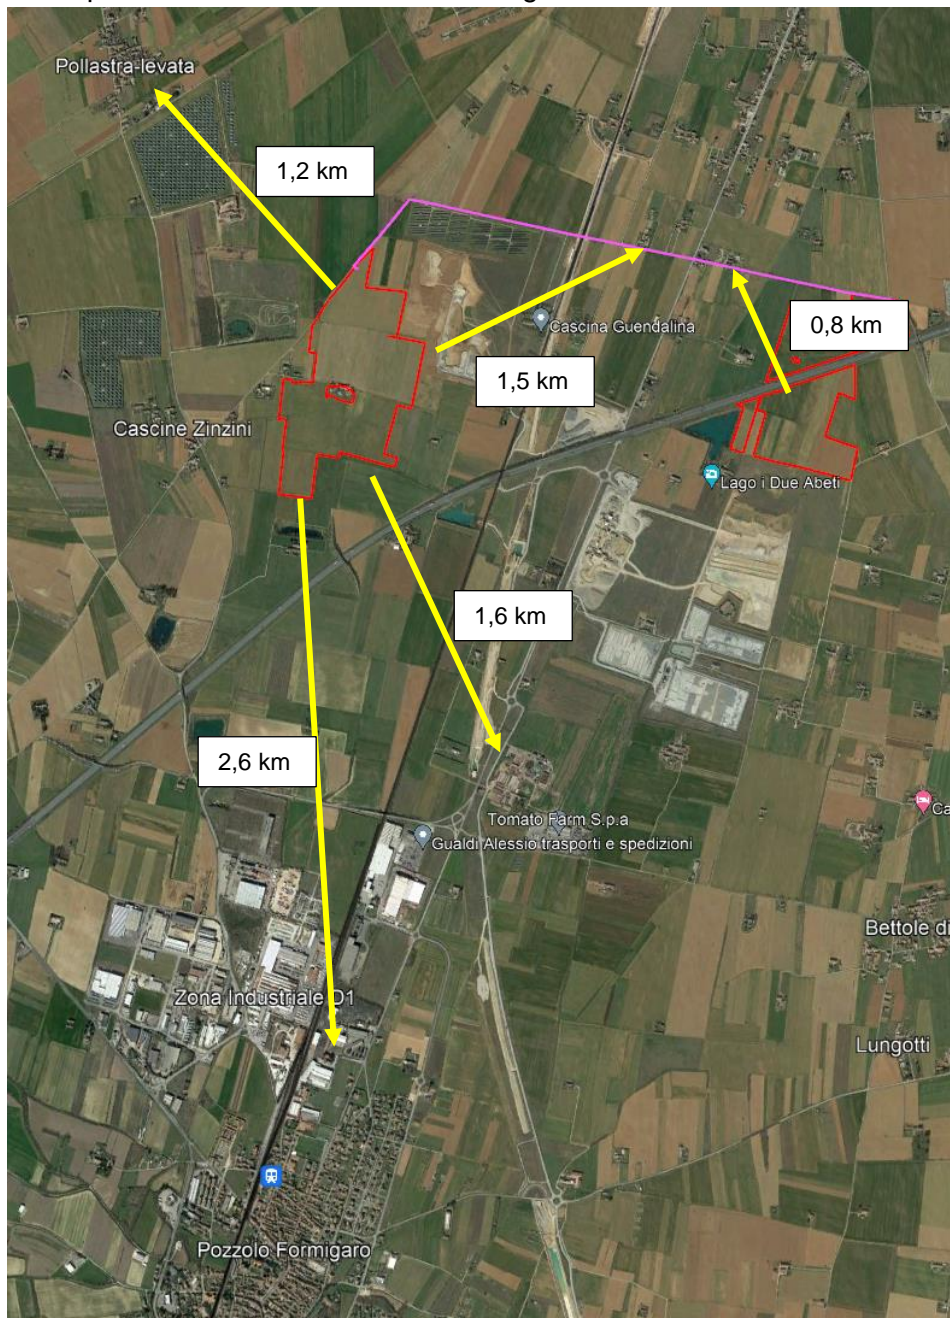 Pollastra-levata
1,2 km
Cascina Guendalina
0,8 km
1,5 km
Cascine Zinzini
Lago i Due Abeti
1,6 km
2,6 km
Ca
Tomato Farm S.p.a
Gualdi Alessio trasporti e spedizioni
Bettole di
Zona Industriale D1
Lungotti
Pozzolo Formigaro